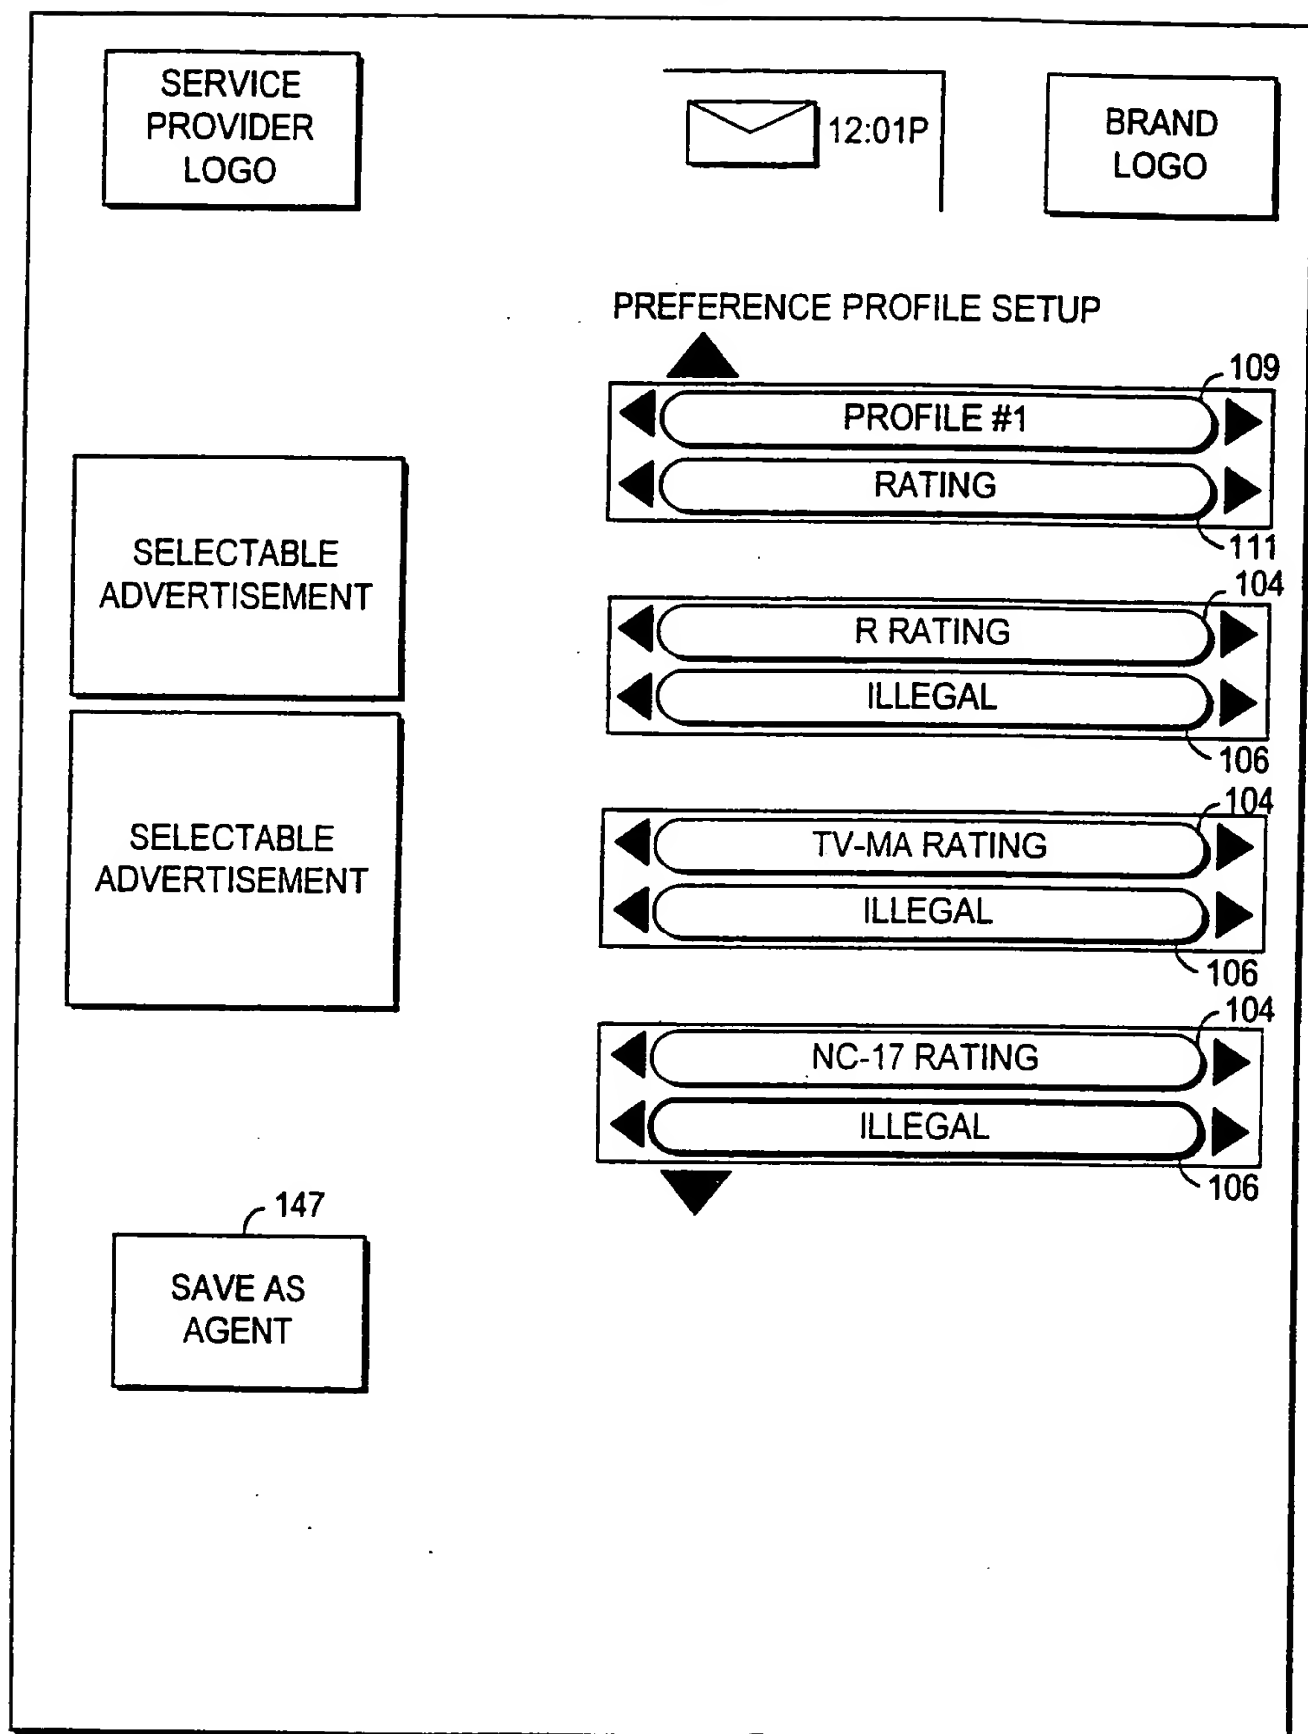 SERVICE
PROVIDER
LOGO
12:01P
BRAND
LOGO
PREFERENCE PROFILE SETUP
109
PROFILE #1
RATING
111
SELECTABLE
ADVERTISEMENT
104
R RATING
ILLEGAL
106
SELECTABLE
ADVERTISEMENT
104
TV-MA RATING
ILLEGAL
106
104
NC-17 RATING
ILLEGAL
106
147
SAVE AS
AGENT